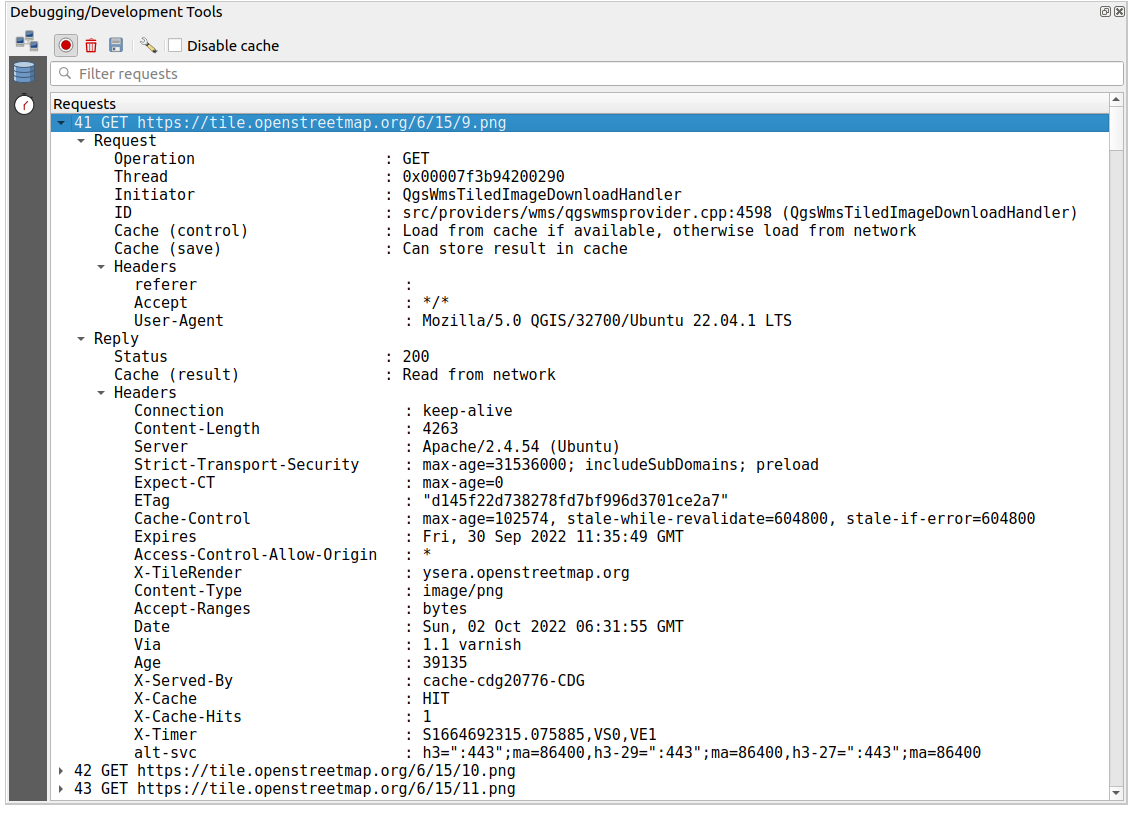 Debugging/Development Tools
Disable cache
Filter requests
Requests
41 GET https://tile.openstreetmap.org/6/15/9.png
Request
Operation : GET
Thread : 0x00007f3b94200290
Initiator : QgsWmsTiledImageDownloadHandler
ID : src/providers/wms/qgswmsprovider.cpp:4598 (QgsWmsTiledImageDownloadHandler)
Cache (control) : Load from cache if available, otherwise load from network
Cache (save) : Can store result in cache
Headers
referer :
Accept : */*
User-Agent : Mozilla/5.0 QGIS/32700/Ubuntu 22.04.1 LTS
Reply
Status : 200
Cache (result) : Read from network
Headers
Connection : keep-alive
Content-Length : 4263
Server : Apache/2.4.54 (Ubuntu)
Strict-Transport-Security : max-age=31536000; includeSubDomains; preload
Expect-CT : max-age=0
ETag : "d145f22d738278fd7bf996d3701ce2a7"
Cache-Control : max-age=102574, stale-while-revalidate=604800, stale-if-error=604800
Expires : Fri, 30 Sep 2022 11:35:49 GMT
Access-Control-Allow-Origin : *
X-TileRender : ysera.openstreetmap.org
Content-Type : image/png
Accept-Ranges : bytes
Date : Sun, 02 Oct 2022 06:31:55 GMT
Via : 1.1 varnish
Age : 39135
X-Served-By : cache-cdg20776-CDG
X-Cache : HIT
X-Cache-Hits : 1
X-Timer : S1664692315.075885,VS0,VE1
alt-svc : h3=":443";ma=86400,h3-29=":443";ma=86400,h3-27=":443";ma=86400
42 GET https://tile.openstreetmap.org/6/15/10.png
43 GET https://tile.openstreetmap.org/6/15/11.png